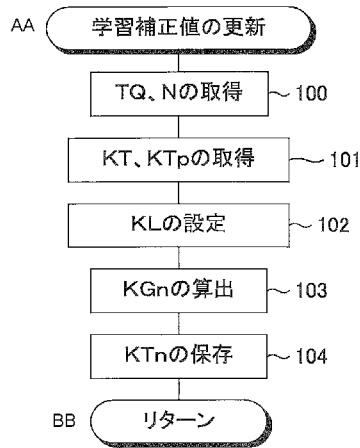 AA 学習補正値の更新
TQ、Nの取得 100
KT、KTpの取得 101
KLの設定 102
KGnの算出 103
KTnの保存 104
BB リターン